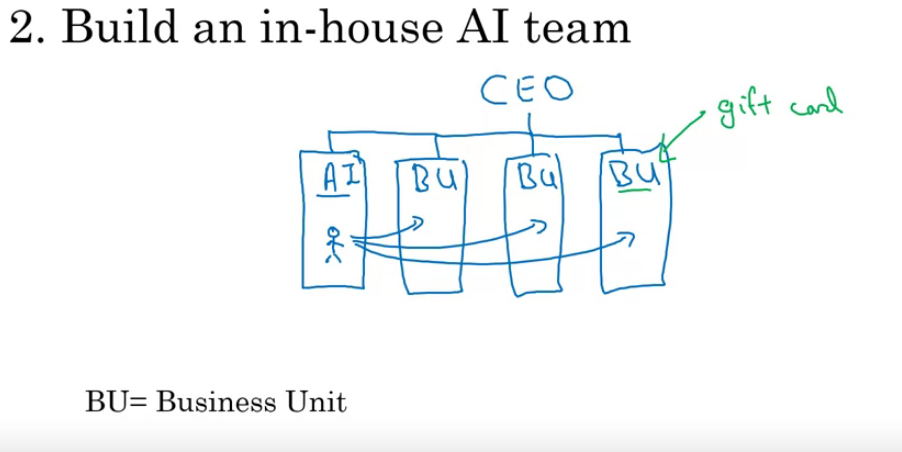 2. Build an in-house AI team
CEO
gift card
AI BU BU BU
BU= Business Unit